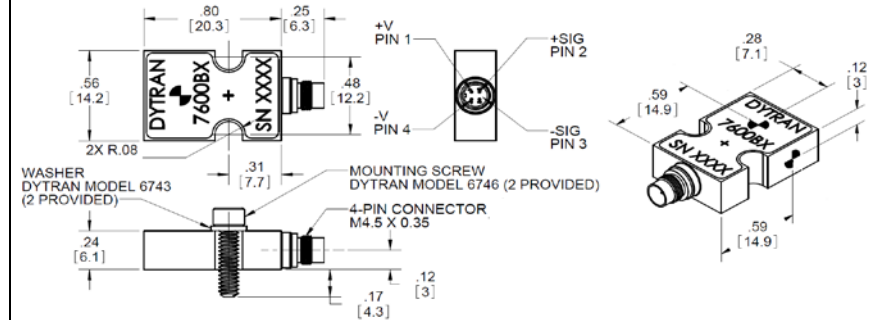 .80
[20.3]
.25
[6.3]
.56
[14.2]
DYTRAN
7600BX
+
SN XXXX
.48
[12.2]
2X R.08
.31
[7.7]
+V
PIN 1
+SIG
PIN 2
-V
PIN 4
-SIG
PIN 3
.28
[7.1]
.12
[3]
.59
[14.9]
DYTRAN
7600BX
+
SN XXXX
.59
[14.9]
WASHER
DYTRAN MODEL 6743
(2 PROVIDED)
MOUNTING SCREW
DYTRAN MODEL 6746 (2 PROVIDED)
4-PIN CONNECTOR
M4.5 X 0.35
.24
[6.1]
.12
[3]
.17
[4.3]